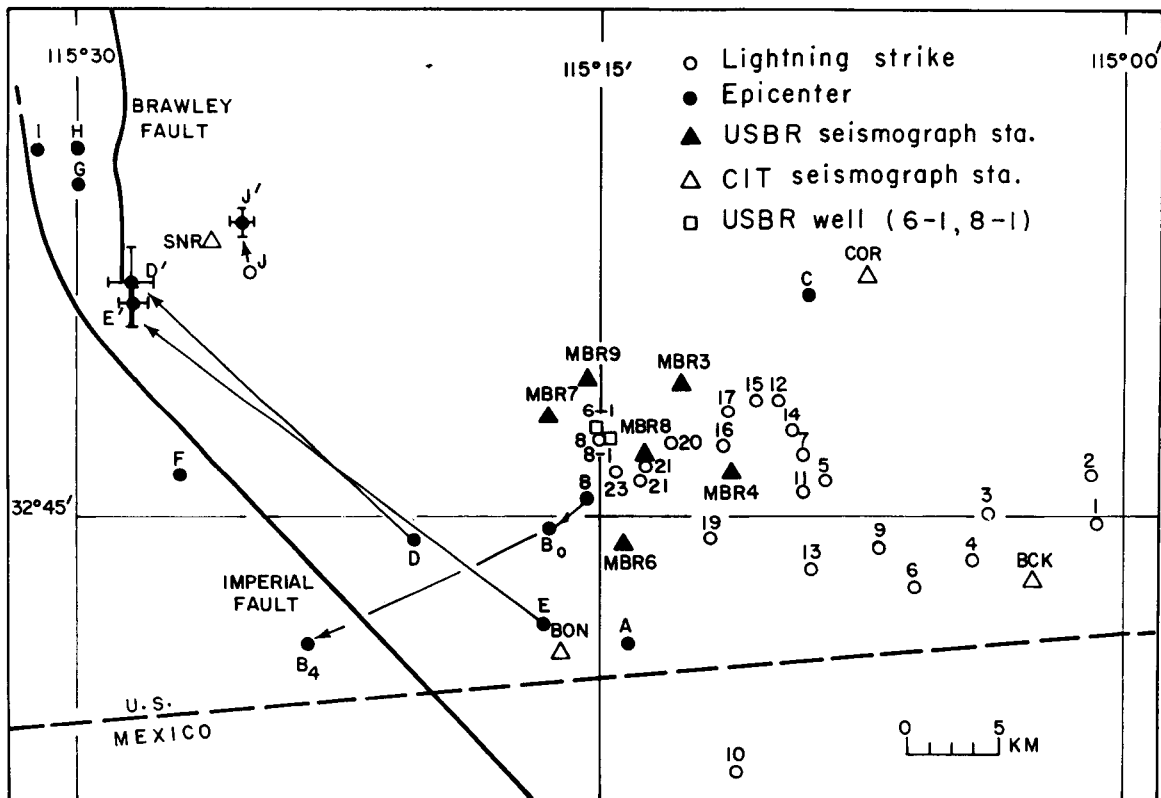 115°30
115°15'
115°00'
○ Lightning strike
● Epicenter
▲ USBR seismograph sta.
△ CIT seismograph sta.
□ USBR well (6-1, 8-1)
BRAWLEY
FAULT
I
H
G
J'
SNR
J
D'
E'
COR
C
MBR9
MBR3
MBR7
6-1
8
8-1
MBR8
17
15
12
14
16
20
7
21
21
23
MBR4
11
5
2
F
B
3
1
32°45'
B₀
D
MBR6
19
9
13
4
6
BCK
IMPERIAL
FAULT
E
BON
A
B₄
U.S.
MEXICO
0 5
KM
10